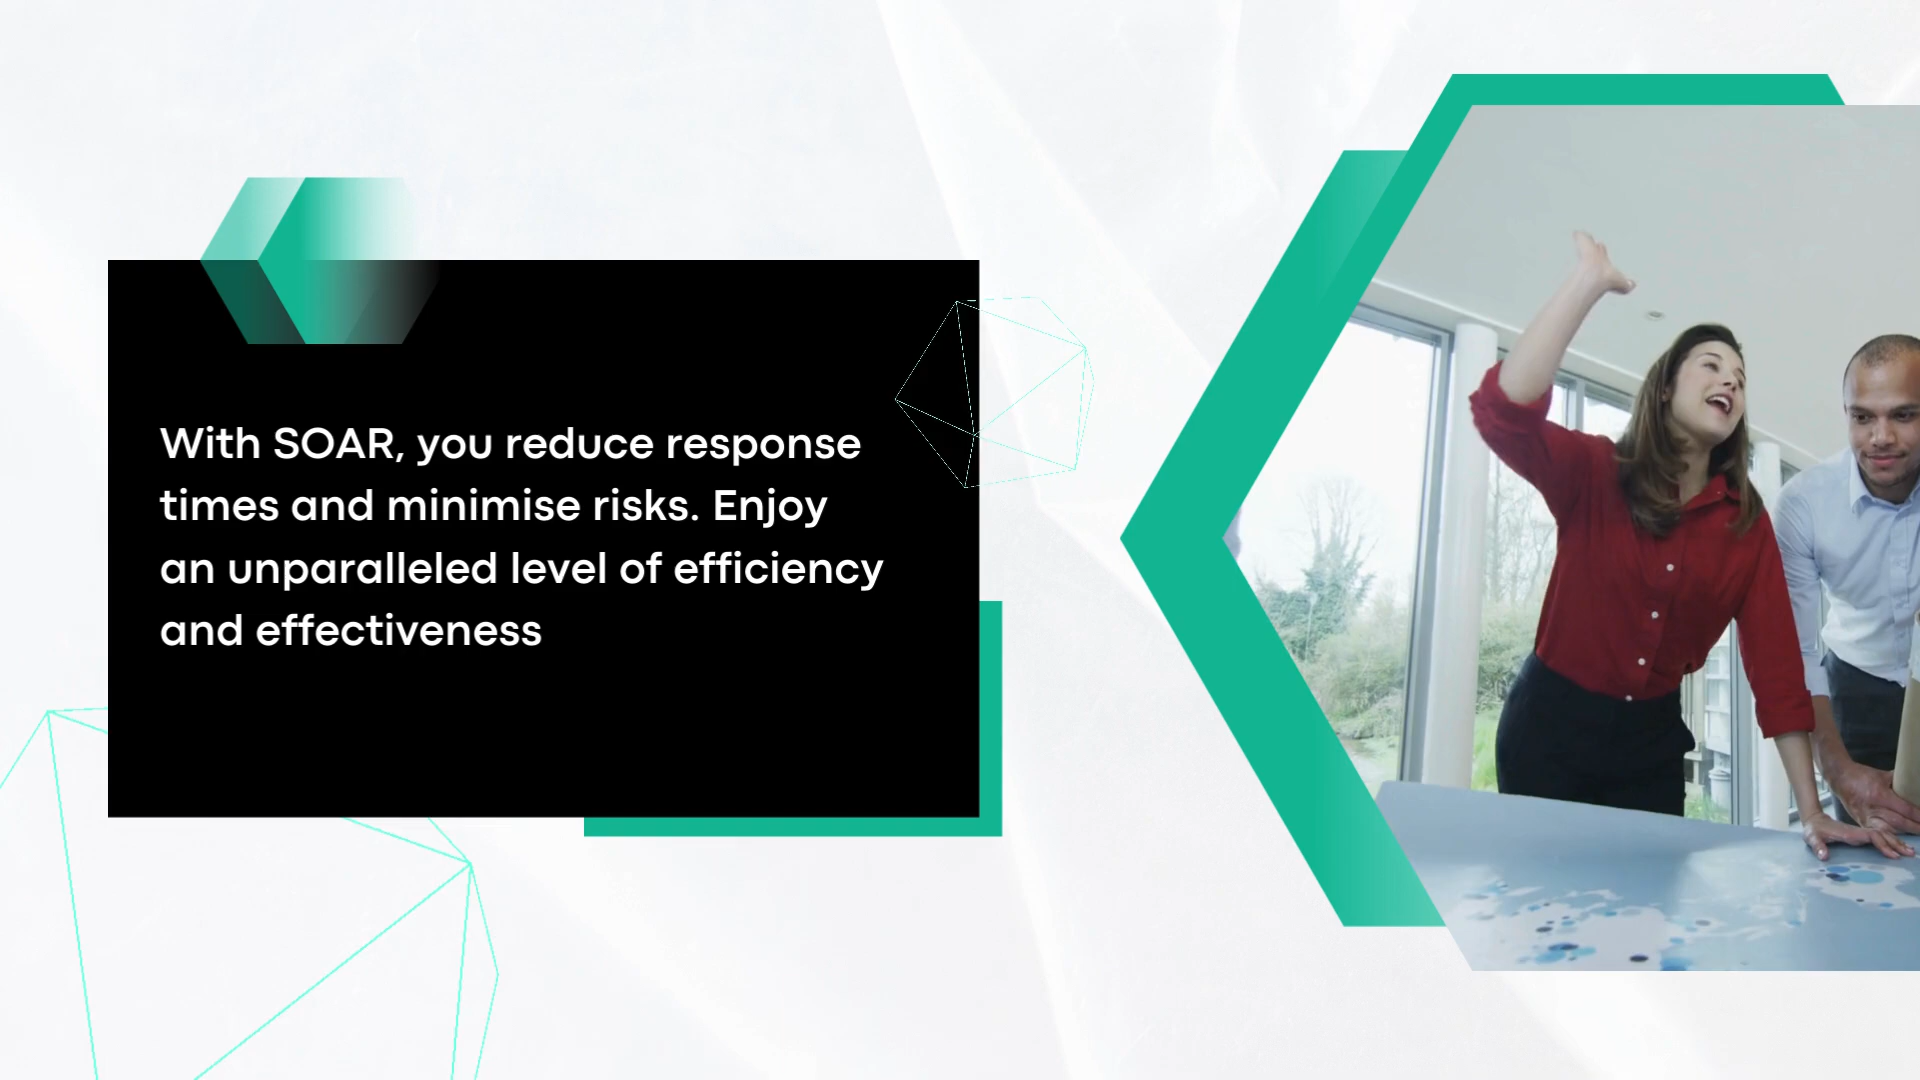 With SOAR, you reduce response
times and minimise risks. Enjoy
an unparalleled level of efficiency
and effectiveness